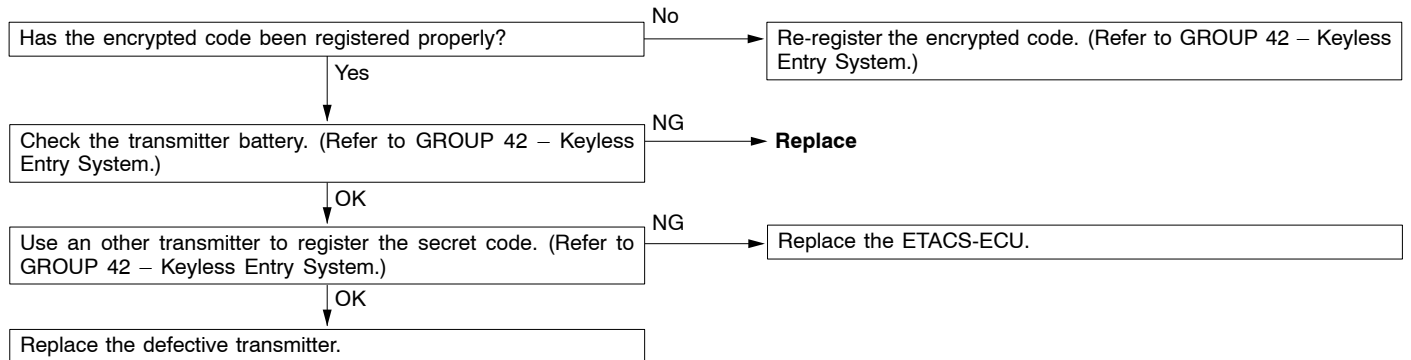 Has the encrypted code been registered properly?
No
Re-register the encrypted code. (Refer to GROUP 42 – Keyless
Entry System.)
Yes
Check the transmitter battery. (Refer to GROUP 42 – Keyless
Entry System.)
NG
Replace
OK
Use an other transmitter to register the secret code. (Refer to
GROUP 42 – Keyless Entry System.)
NG
Replace the ETACS-ECU.
OK
Replace the defective transmitter.